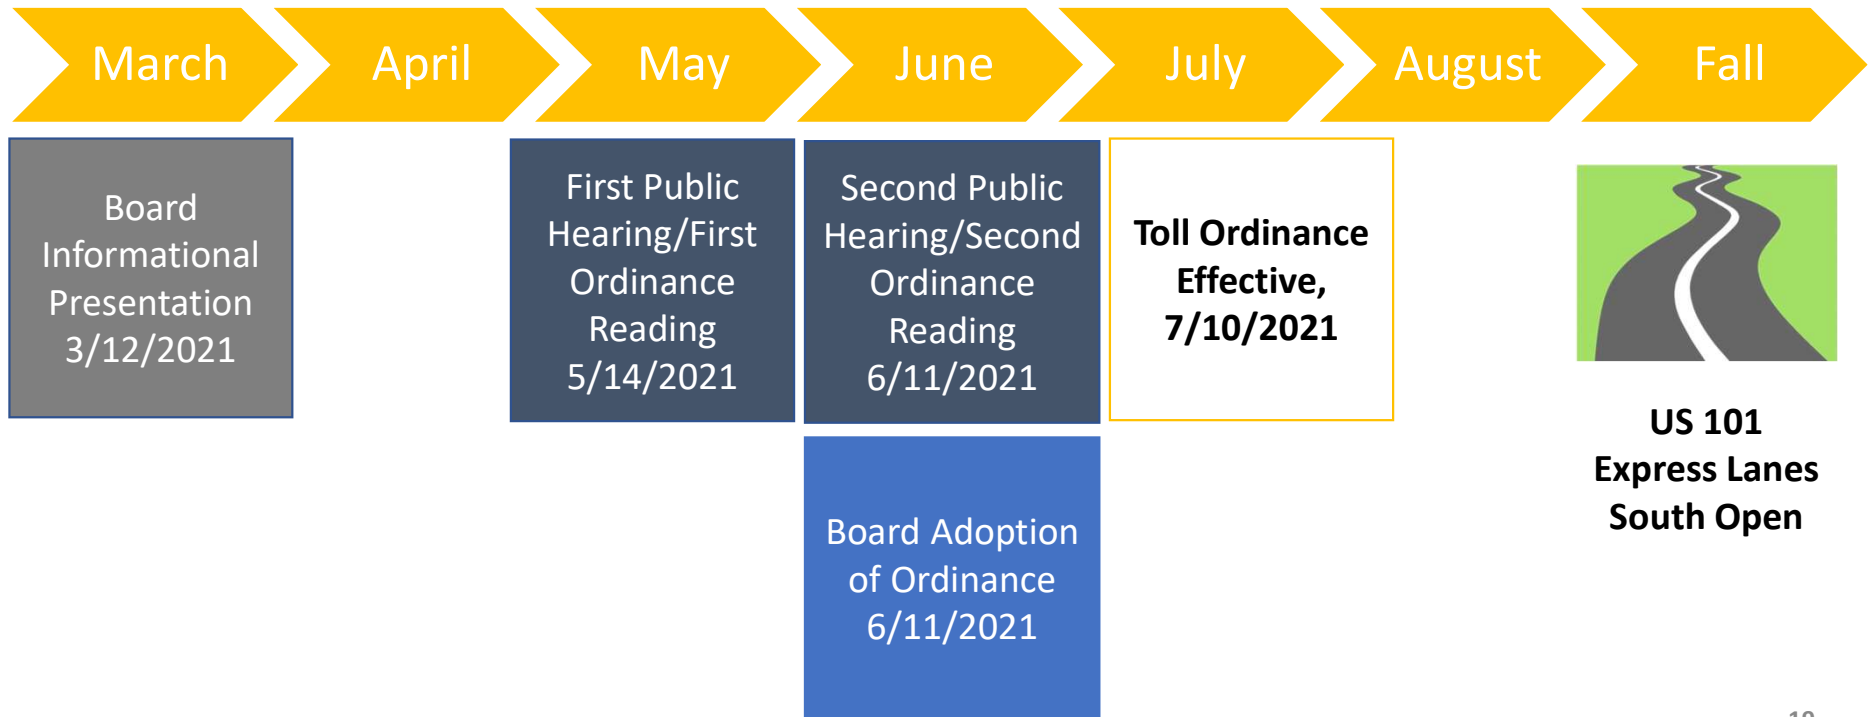 March
April
May
June
July
August
Fall
Board
Informational
Presentation
3/12/2021
First Public
Hearing/First
Ordinance
Reading
5/14/2021
Second Public
Hearing/Second
Ordinance
Reading
6/11/2021
Board Adoption
of Ordinance
6/11/2021
Toll Ordinance
Effective,
7/10/2021
US 101
Express Lanes
South Open